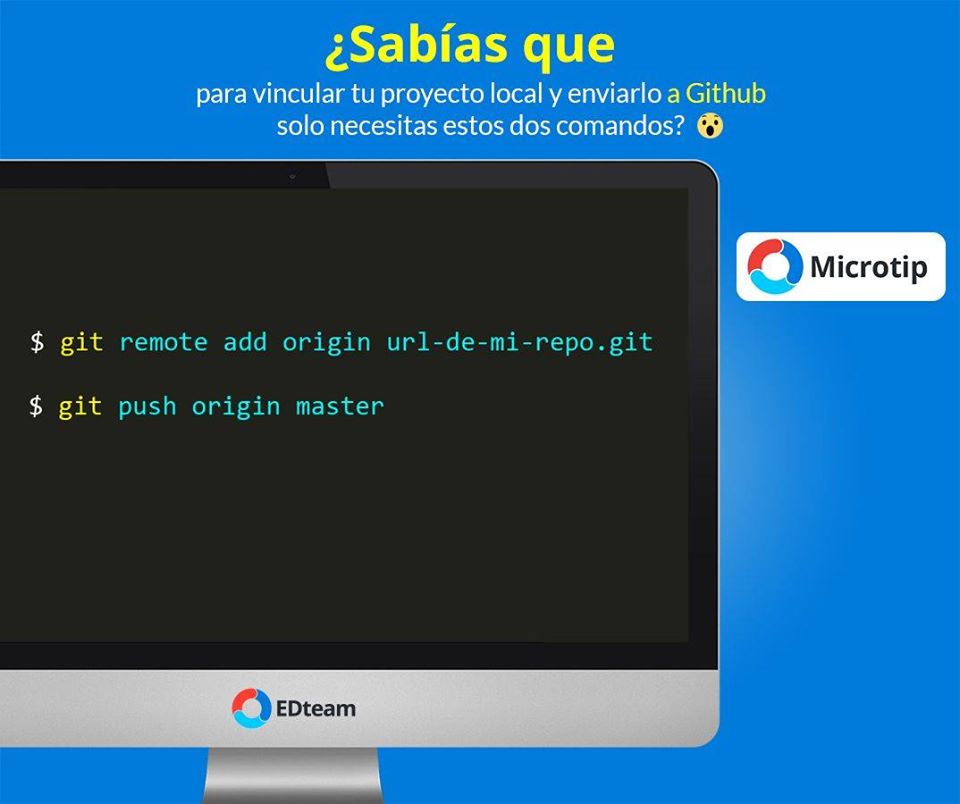 ¿Sabías que
para vincular tu proyecto local y enviarlo a Github
solo necesitas estos dos comandos? 😮
Microtip
$ git remote add origin url-de-mi-repo.git
$ git push origin master
EDteam